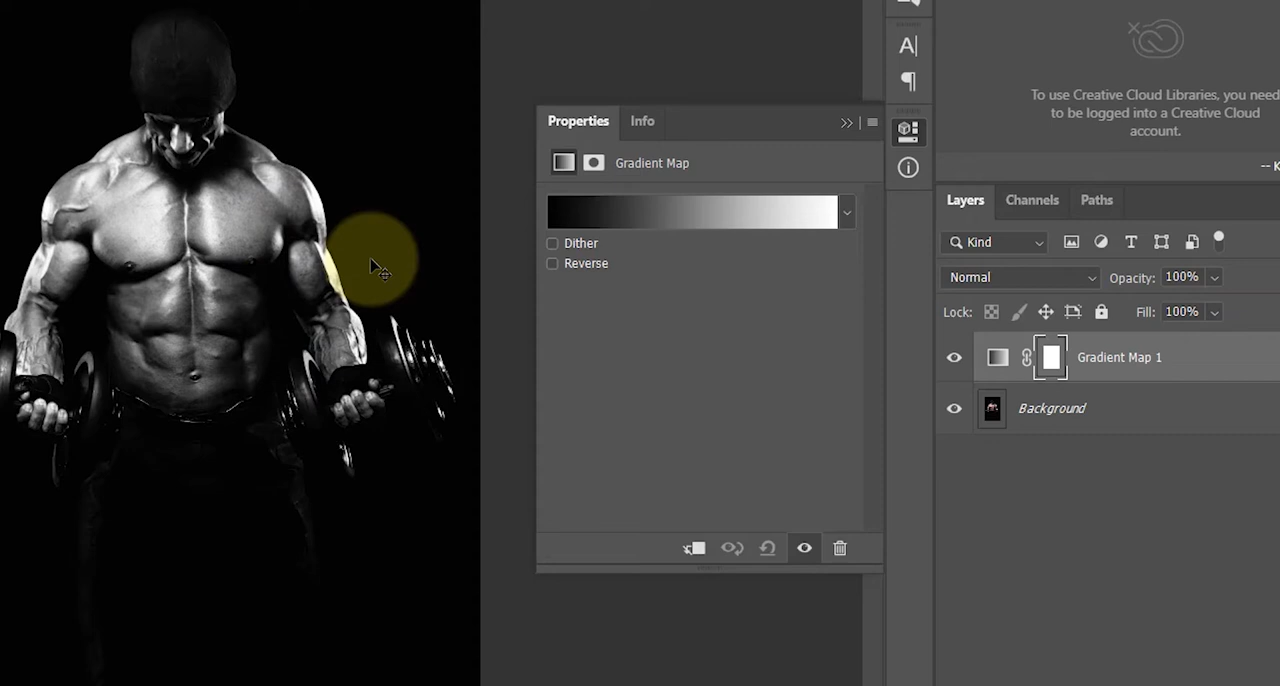 A|
To use Creative Cloud Libraries, you need
to be logged into a Creative Cloud
account.
-- K
Properties
Info
Gradient Map
Dither
Reverse
Layers
Channels
Paths
Kind
T
Normal
Opacity: 100%
Lock:
Fill: 100%
Gradient Map 1
Background